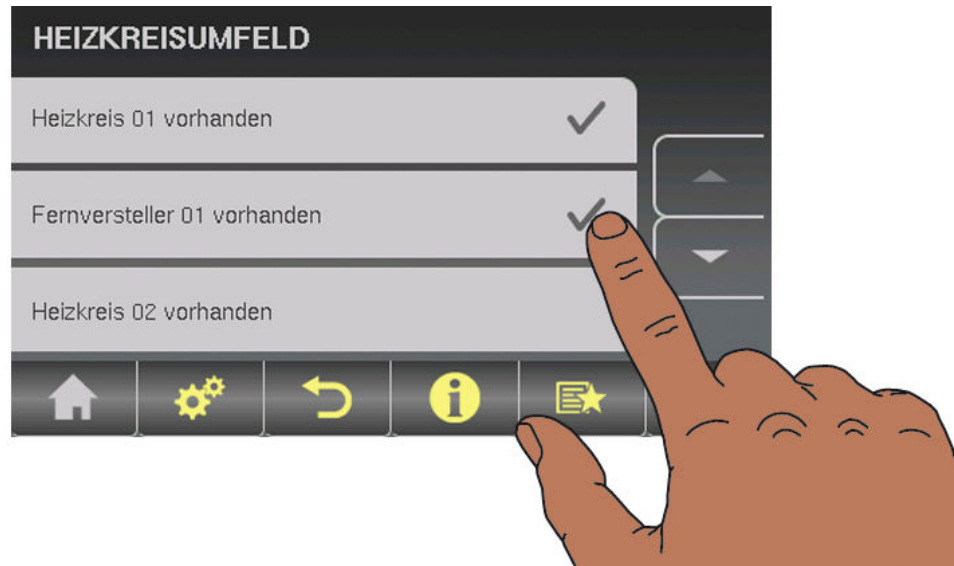 HEIZKREISUMFELD
Heizkreis 01 vorhanden
Fernversteller 01 vorhanden
Heizkreis 02 vorhanden